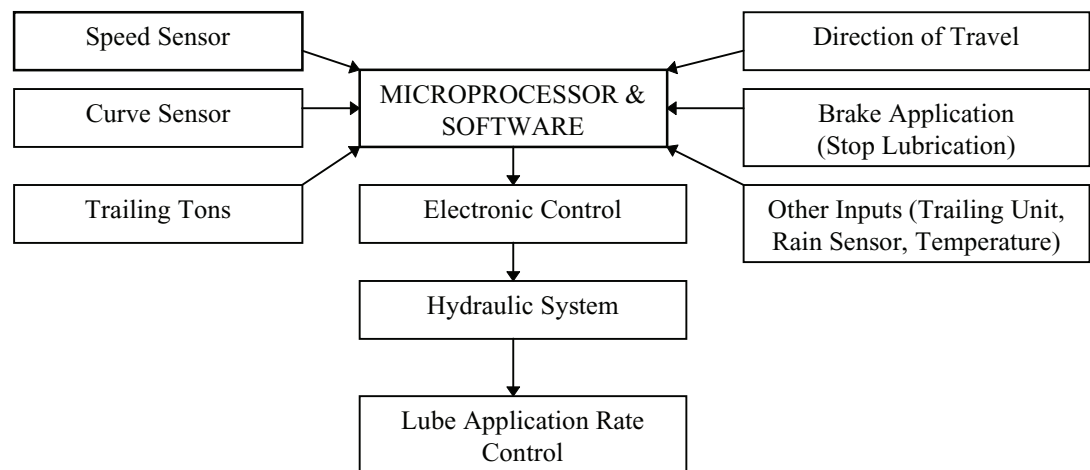 Speed Sensor
Direction of Travel
MICROPROCESSOR &
SOFTWARE
Curve Sensor
Brake Application
(Stop Lubrication)
Trailing Tons
Electronic Control
Other Inputs (Trailing Unit,
Rain Sensor, Temperature)
Hydraulic System
Lube Application Rate
Control